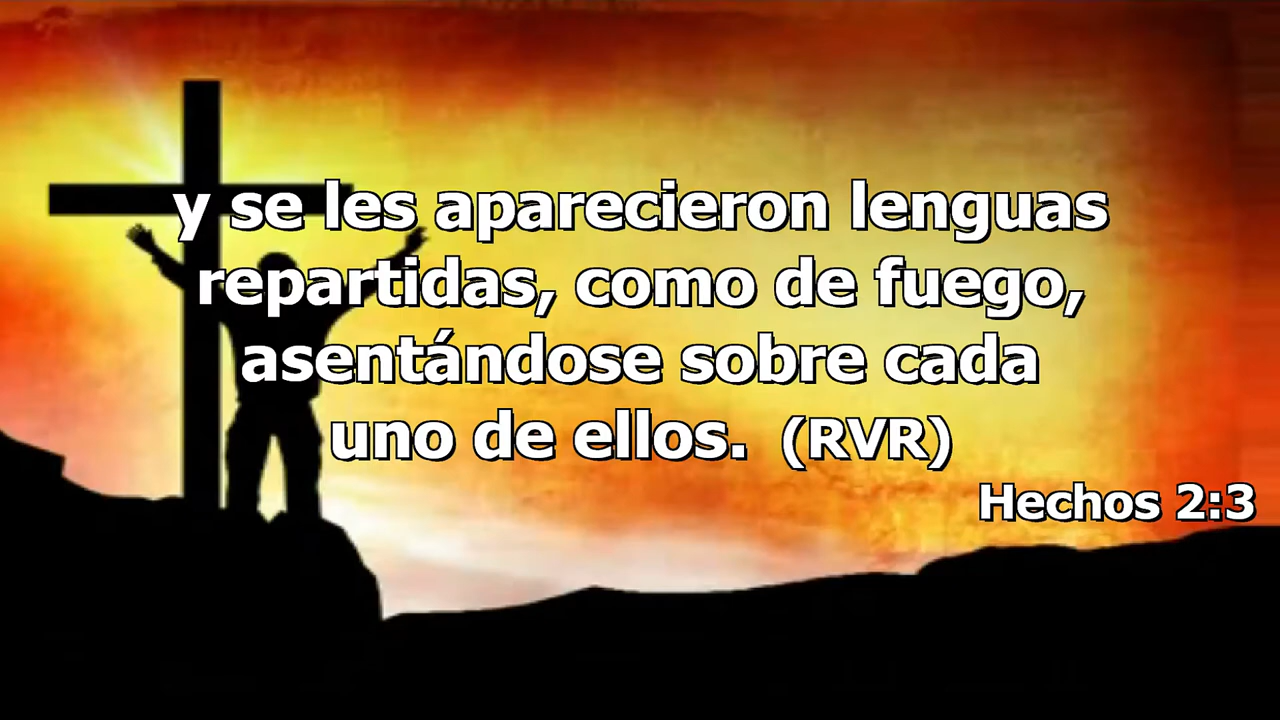 y se les aparecieron lenguas
repartidas, como de fuego,
asentándose sobre cada
uno de ellos. (RVR)
Hechos 2:3